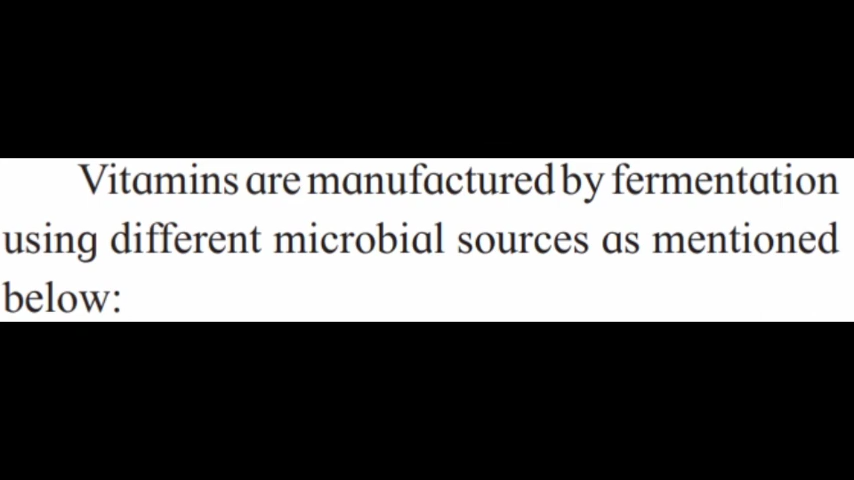 Vitamins are manufactured by fermentation
using different microbial sources as mentioned
below: